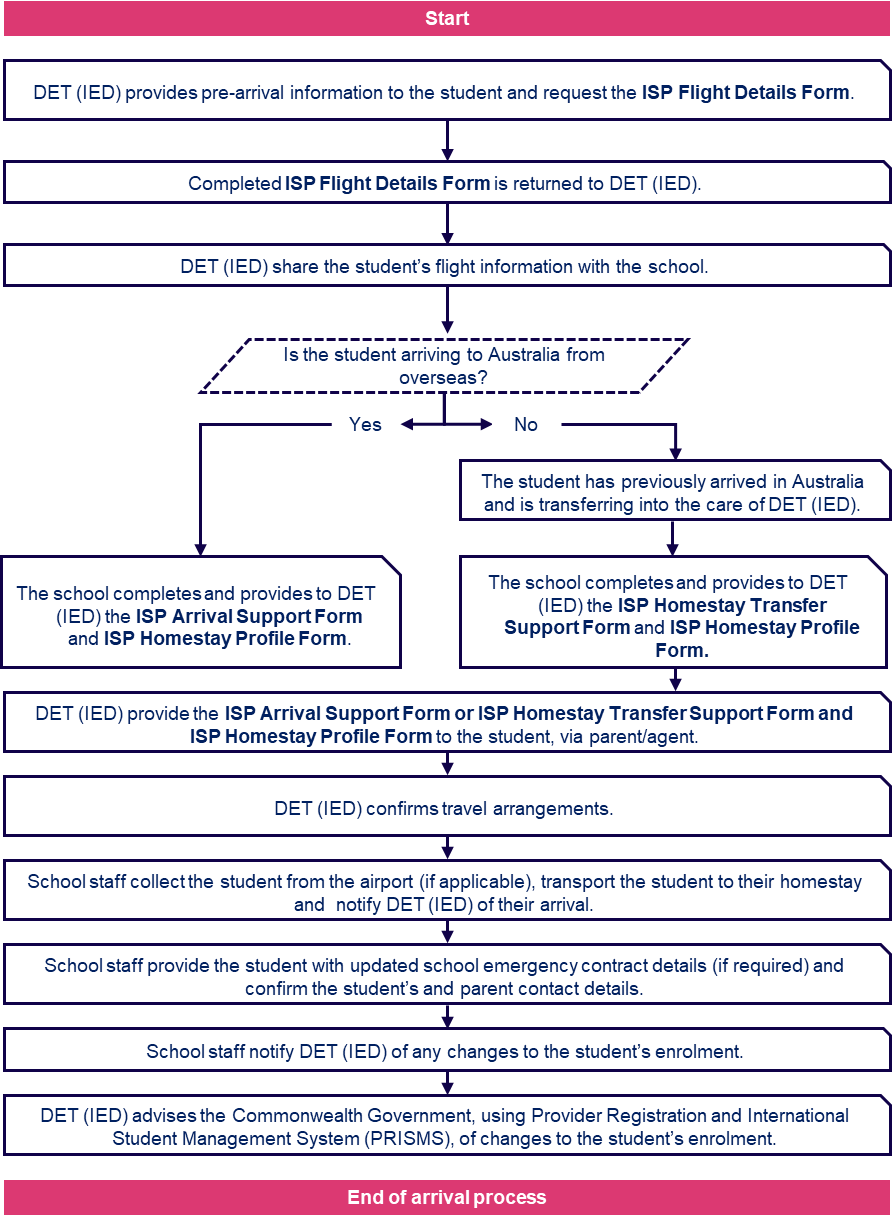 Start
DET (IED) provides pre-arrival information to the student and request the ISP Flight Details Form.
Completed ISP Flight Details Form is returned to DET (IED).
DET (IED) share the student’s flight information with the school.
Is the student arriving to Australia from
overseas?
Yes
No
The student has previously arrived in Australia
and is transferring into the care of DET (IED).
The school completes and provides to DET
(IED) the ISP Arrival Support Form
and ISP Homestay Profile Form.
The school completes and provides to DET
(IED) the ISP Homestay Transfer
Support Form and ISP Homestay Profile
Form.
DET (IED) provide the ISP Arrival Support Form or ISP Homestay Transfer Support Form and
ISP Homestay Profile Form to the student, via parent/agent.
DET (IED) confirms travel arrangements.
School staff collect the student from the airport (if applicable), transport the student to their homestay
and notify DET (IED) of their arrival.
School staff provide the student with updated school emergency contract details (if required) and
confirm the student’s and parent contact details.
School staff notify DET (IED) of any changes to the student’s enrolment.
DET (IED) advises the Commonwealth Government, using Provider Registration and International
Student Management System (PRISMS), of changes to the student’s enrolment.
End of arrival process